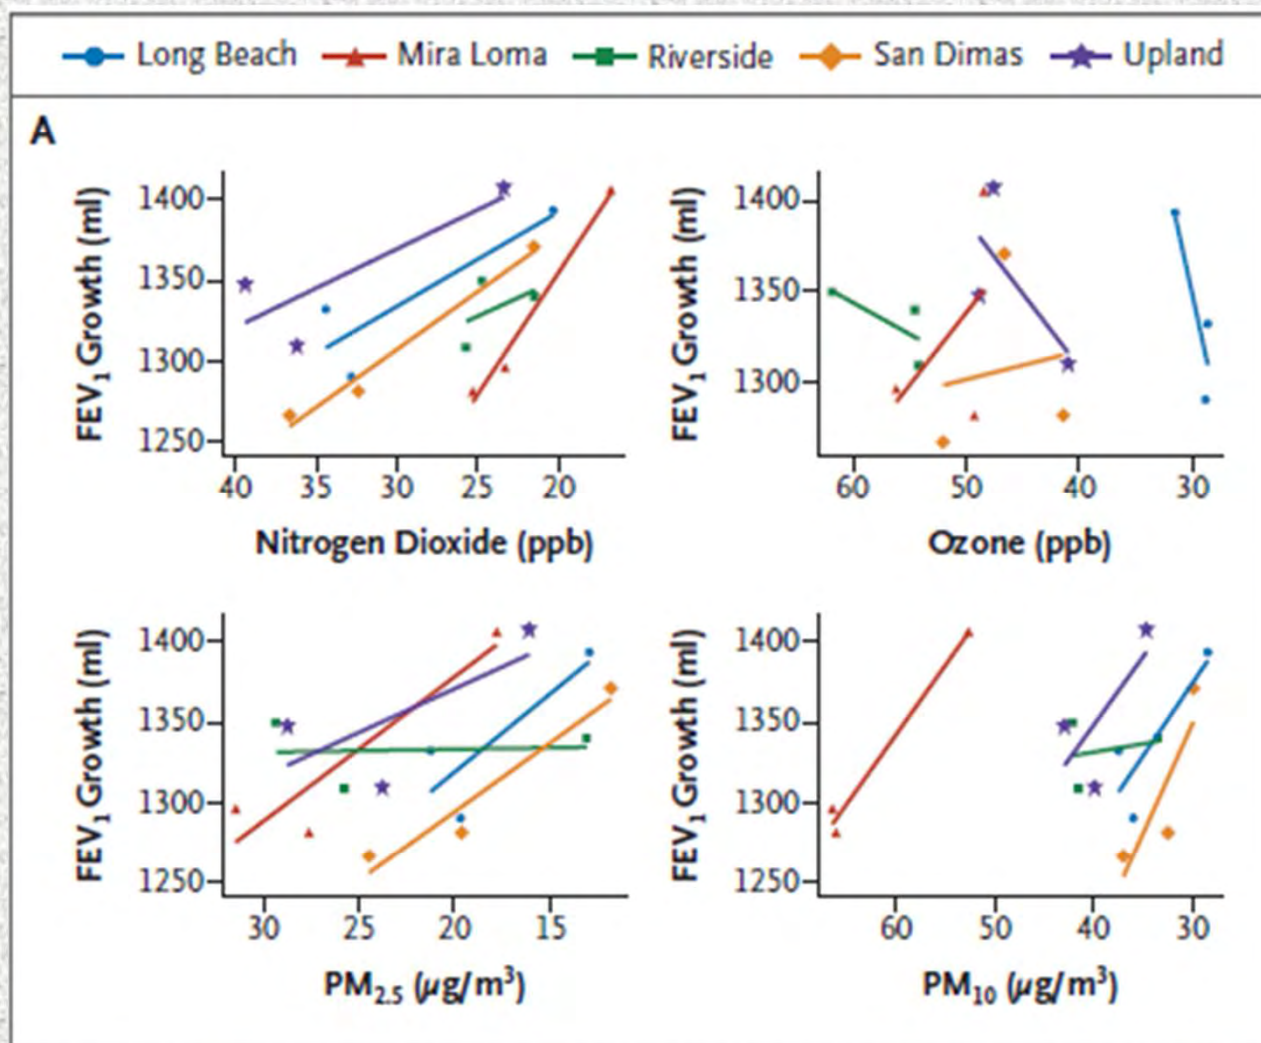 Long Beach Mira Loma Riverside San Dimas Upland
A
FEV1 Growth (ml)
1400
1350
1300
1250
40 35 30 25 20
Nitrogen Dioxide (ppb)
FEV1 Growth (ml)
1400
1350
1300
60 50 40 30
Ozone (ppb)
FEV1 Growth (ml)
1400
1350
1300
1250
30 25 20 15
PM2.5 (μg/m³)
FEV1 Growth (ml)
1400
1350
1300
1250
60 50 40 30
PM10 (μg/m³)